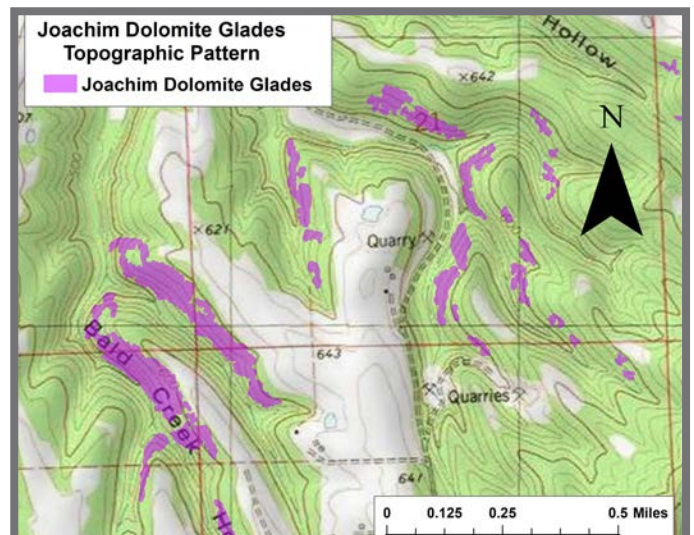 Joachim Dolomite Glades
Topographic Pattern
Joachim Dolomite Glades
Hollow
×642
21
N
×621
Quarry
643
Bald Creek
Quarries
641
0 0.125 0.25 0.5 Miles